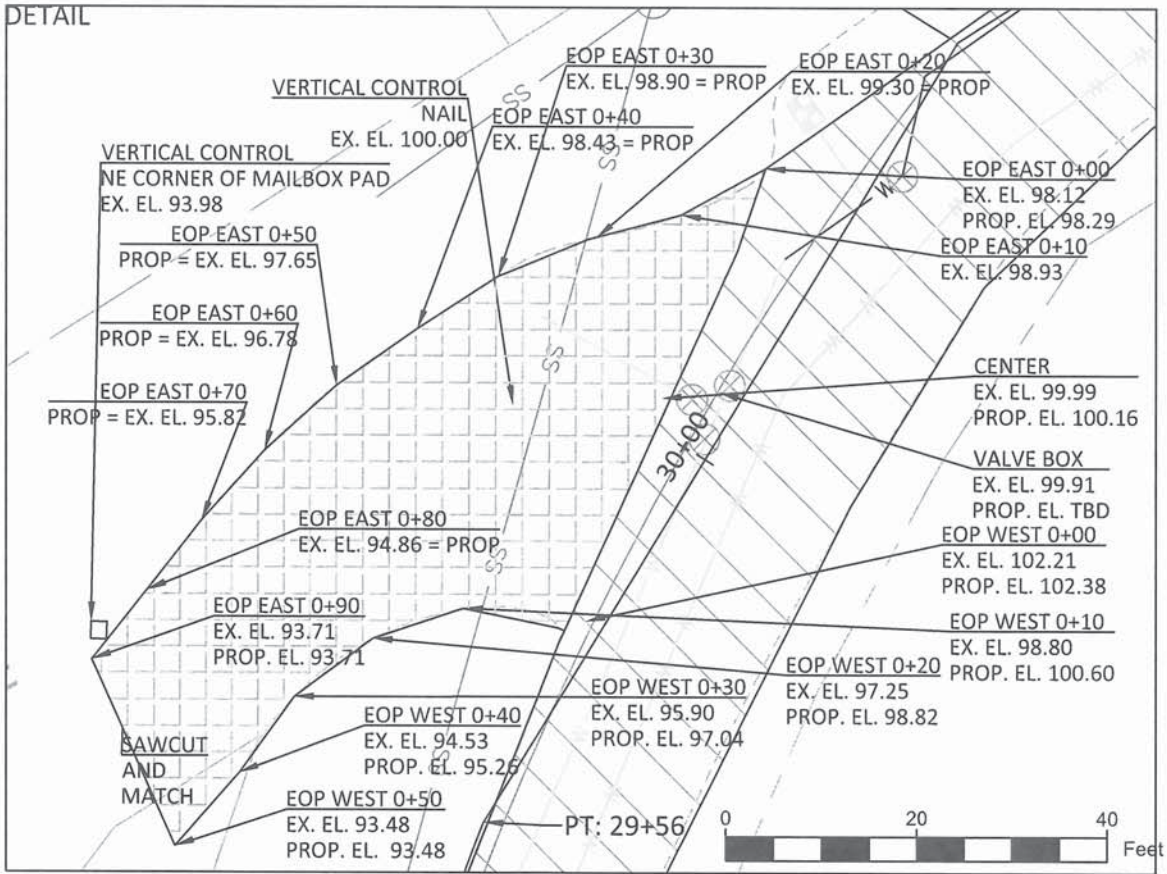 DETAIL
EOP EAST 0+30
EX. EL. 98.90 = PROP
EOP EAST 0+20
EX. EL. 99.30 = PROP
VERTICAL CONTROL
NAIL
EX. EL. 100.00
SS
EOP EAST 0+40
EX. EL. 98.43 = PROP
SS
VERTICAL CONTROL
NE CORNER OF MAILBOX PAD
EX. EL. 93.98
W
EOP EAST 0+00
EX. EL. 98.12
PROP. EL. 98.29
EOP EAST 0+50
PROP = EX. EL. 97.65
EOP EAST 0+10
EX. EL. 98.93
EOP EAST 0+60
PROP = EX. EL. 96.78
SS
EOP EAST 0+70
PROP = EX. EL. 95.82
CENTER
EX. EL. 99.99
PROP. EL. 100.16
30+00
VALVE BOX
EX. EL. 99.91
PROP. EL. TBD
EOP EAST 0+80
EX. EL. 94.86 = PROP
SS
EOP WEST 0+00
EX. EL. 102.21
PROP. EL. 102.38
EOP EAST 0+90
EX. EL. 93.71
PROP. EL. 93.71
EOP WEST 0+10
EX. EL. 98.80
PROP. EL. 100.60
EOP WEST 0+20
EX. EL. 97.25
PROP. EL. 98.82
EOP WEST 0+30
EX. EL. 95.90
PROP. EL. 97.04
EOP WEST 0+40
EX. EL. 94.53
PROP. EL. 95.26
SS
SAWCUT
AND
MATCH
EOP WEST 0+50
EX. EL. 93.48
PROP. EL. 93.48
PT: 29+56
0 20 40
Feet